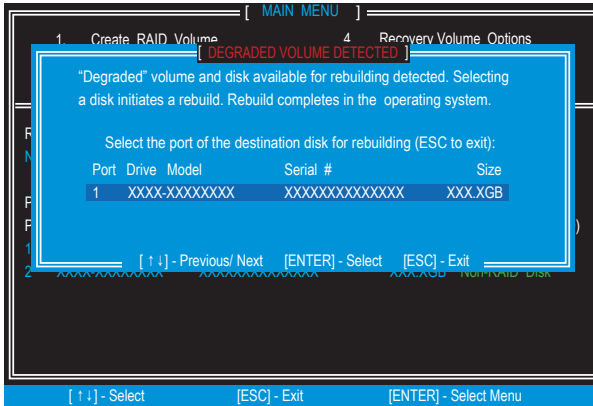 [ MAIN MENU ]
1. Create RAID Volume 4 Recovery Volume Options
[ DEGRADED VOLUME DETECTED ]
"Degraded" volume and disk available for rebuilding detected. Selecting
a disk initiates a rebuild. Rebuild completes in the operating system.
Select the port of the destination disk for rebuilding (ESC to exit):
Port Drive Model Serial # Size
1 XXXX-XXXXXXXX XXXXXXXXXXXXXX XXX.XGB
[ ↑↓] - Previous/ Next [ENTER] - Select [ESC] - Exit
2 XXXX-XXXXXXXX XXXXXXXXXXXXXX XXX.XGB Non-RAID Disk
[ ↑↓] - Select [ESC] - Exit [ENTER] - Select Menu